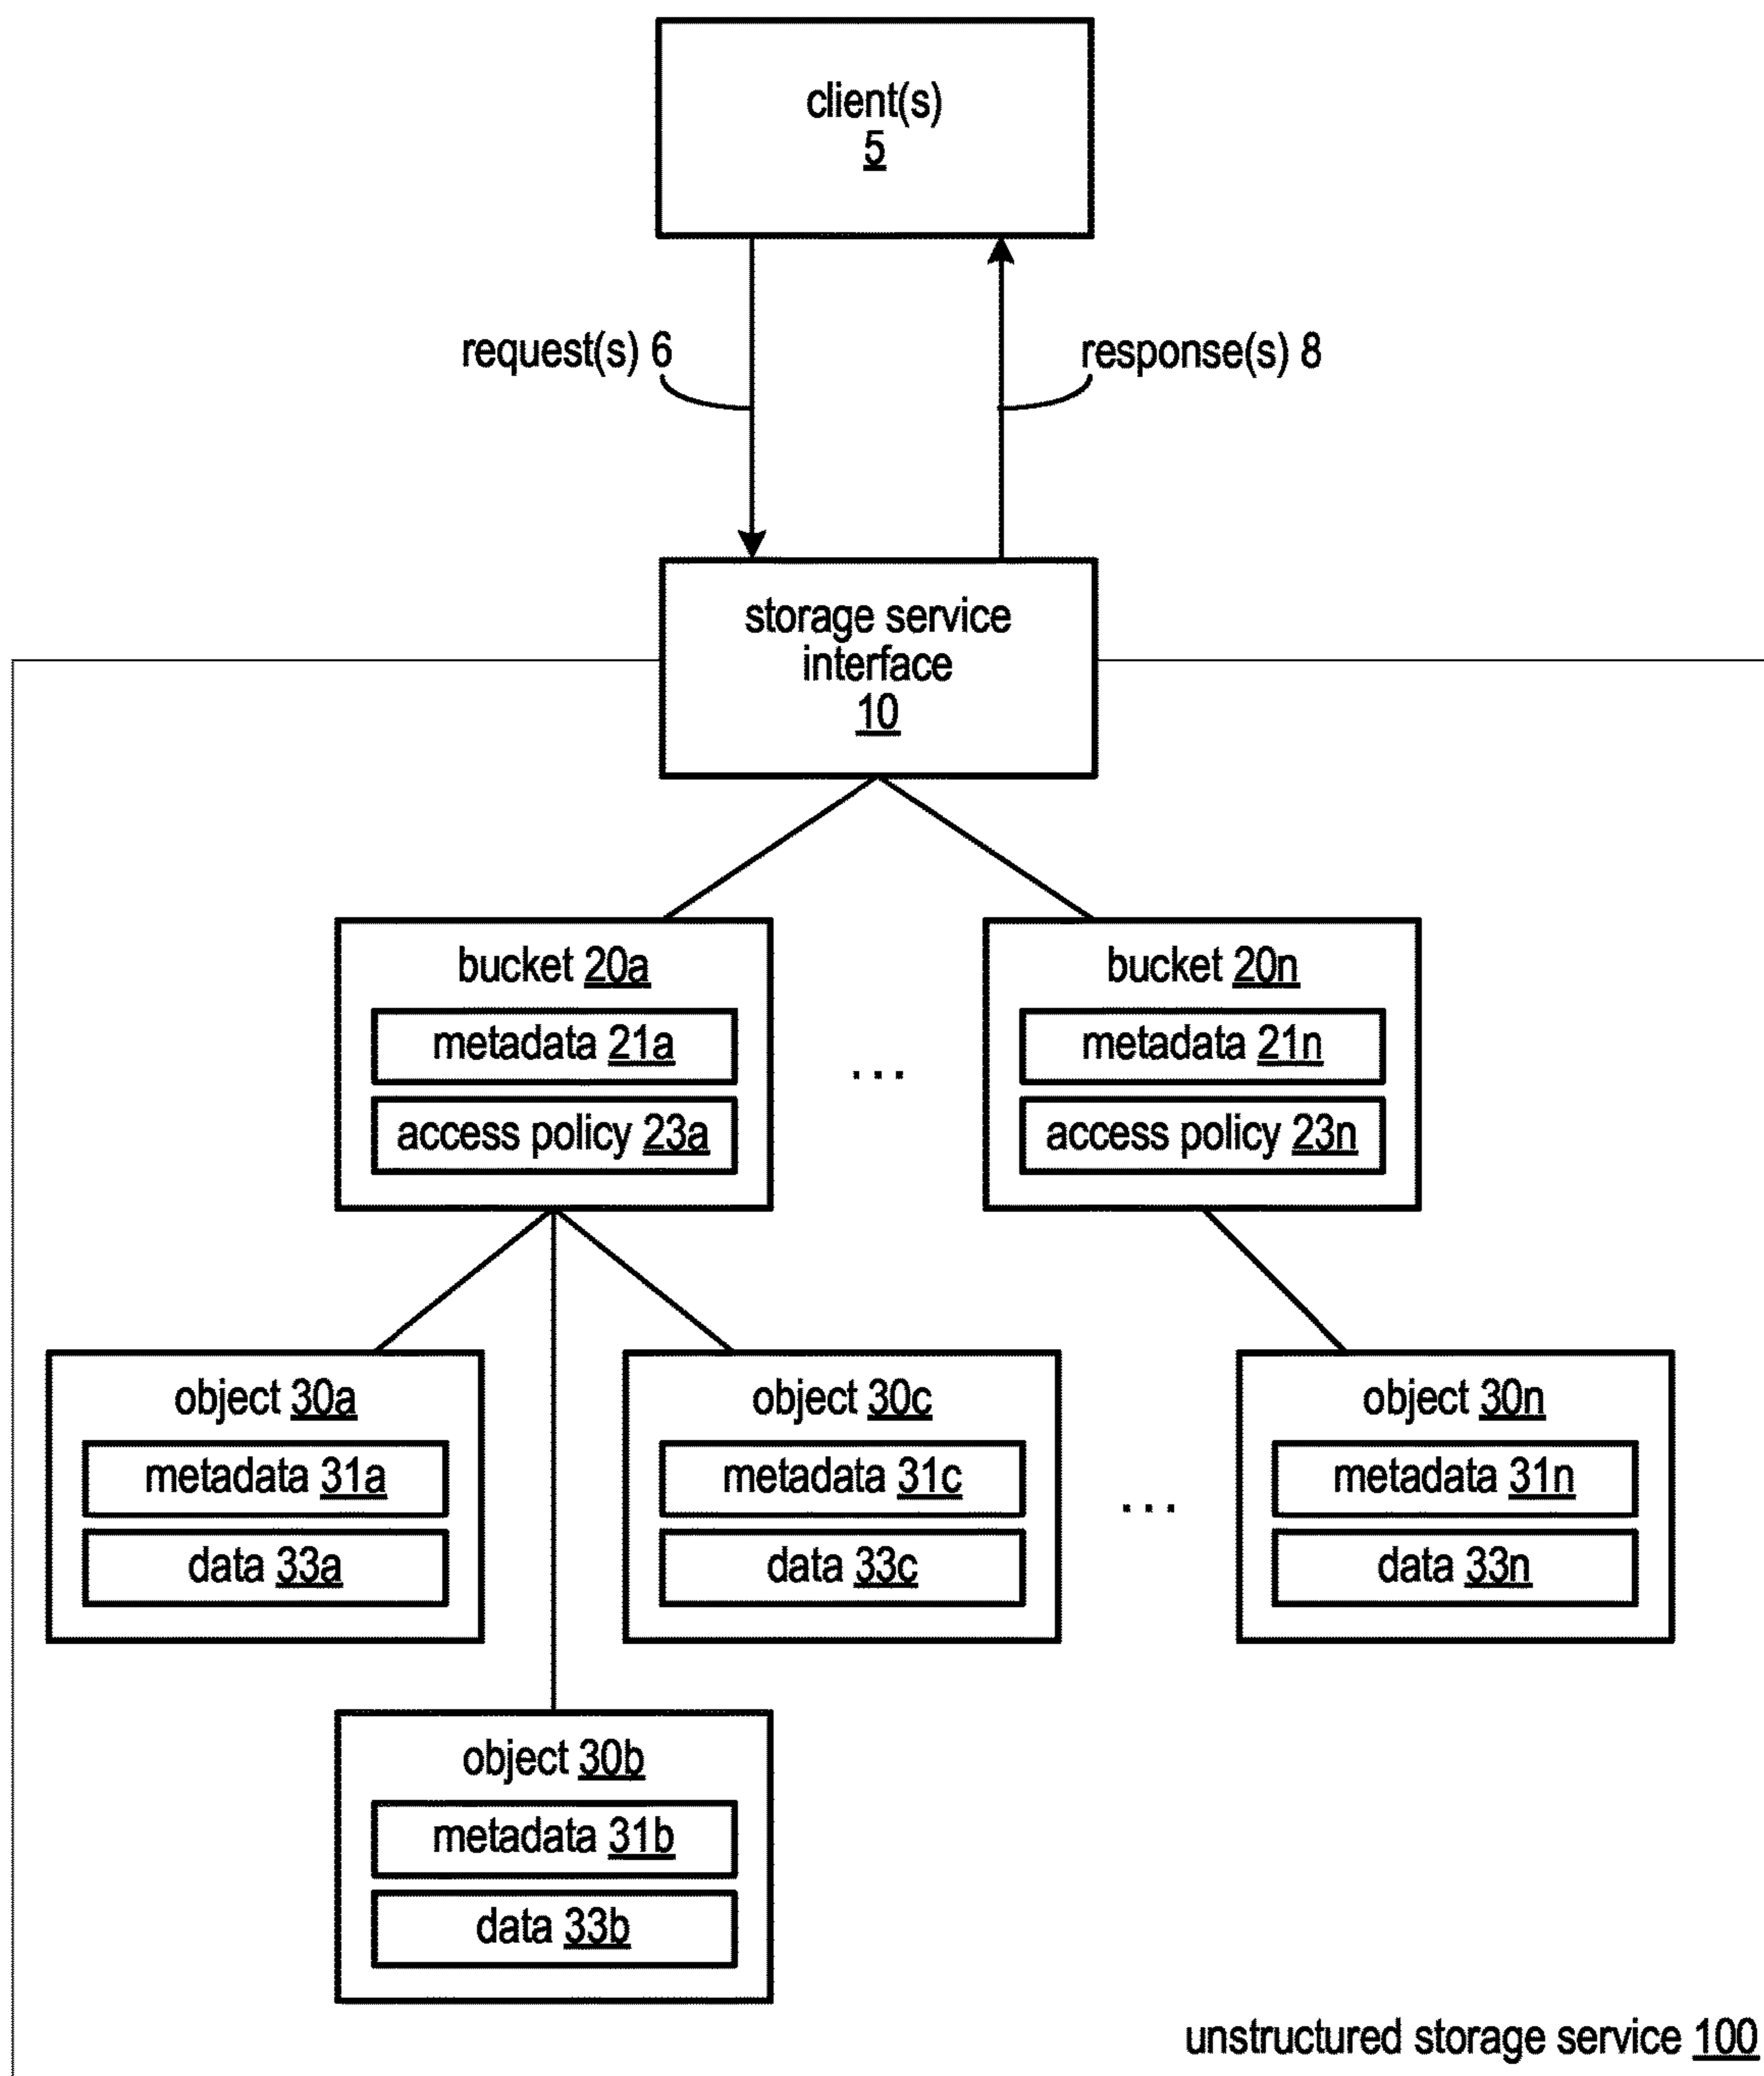 client(s)
5
request(s) 6
response(s) 8
storage service
interface
10
bucket 20a
metadata 21a
access policy 23a
...
bucket 20n
metadata 21n
access policy 23n
object 30a
metadata 31a
data 33a
object 30c
metadata 31c
data 33c
...
object 30n
metadata 31n
data 33n
object 30b
metadata 31b
data 33b
unstructured storage service 100